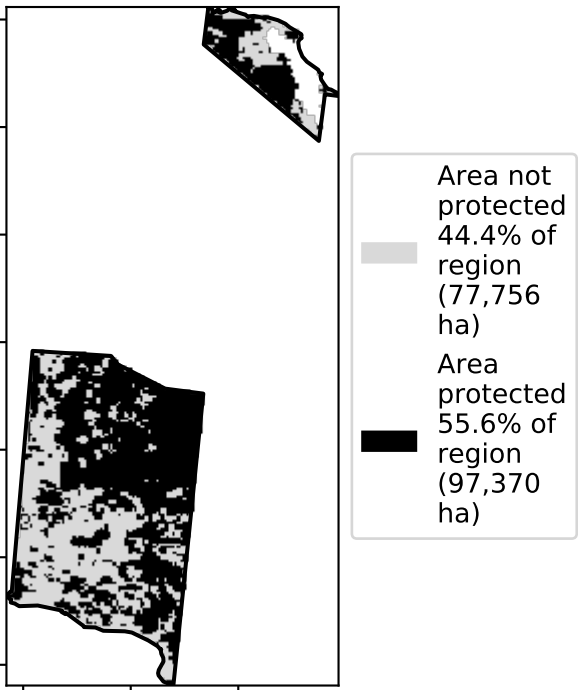 Area not
protected
44.4% of
region
(77,756
ha)
Area
protected
55.6% of
region
(97,370
ha)